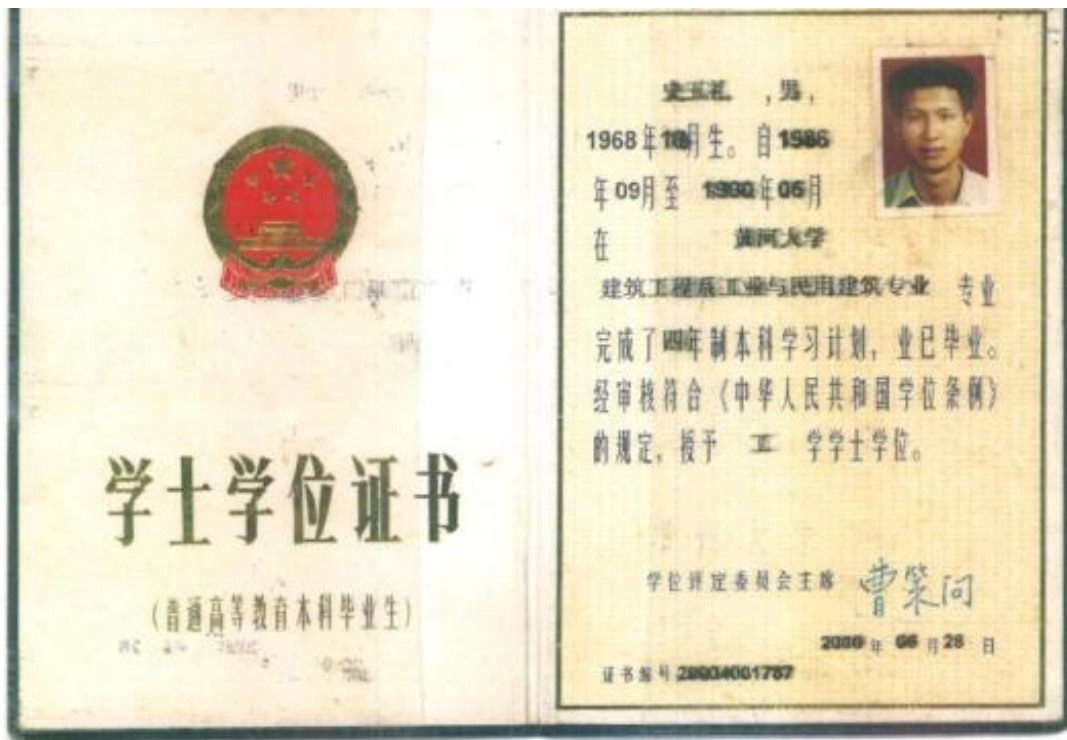 学士学位证书
(普通高等教育本科毕业生)
,男,
1968年10月生。自1986
年09月至 年06月
在 黄河大学
建筑工程系工业与民用建筑专业 专业
完成了四年制本科学习计划,业已毕业。
经审核符合《中华人民共和国学位条例》
的规定,授予 工 学学士学位。
学位评定委员会主席 曹策问
年 06 月 28 日
证书编号